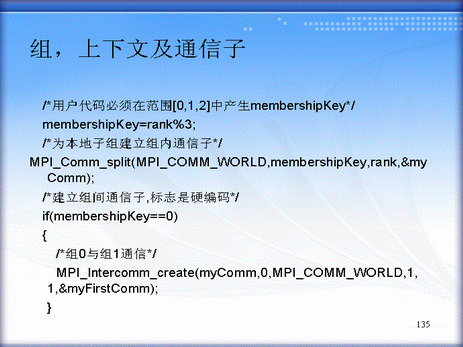 组，上下文及通信子
/*用户代码必须在范围[0,1,2]中产生membershipKey*/
membershipKey=rank%3;
/*为本地子组建立组内通信子*/
MPI_Comm_split(MPI_COMM_WORLD,membershipKey,rank,&my
Comm);
/*建立组间通信子,标志是硬编码*/
if(membershipKey==0)
{
/*组0与组1通信*/
MPI_Intercomm_create(myComm,0,MPI_COMM_WORLD,1,
1,&myFirstComm);
}
135